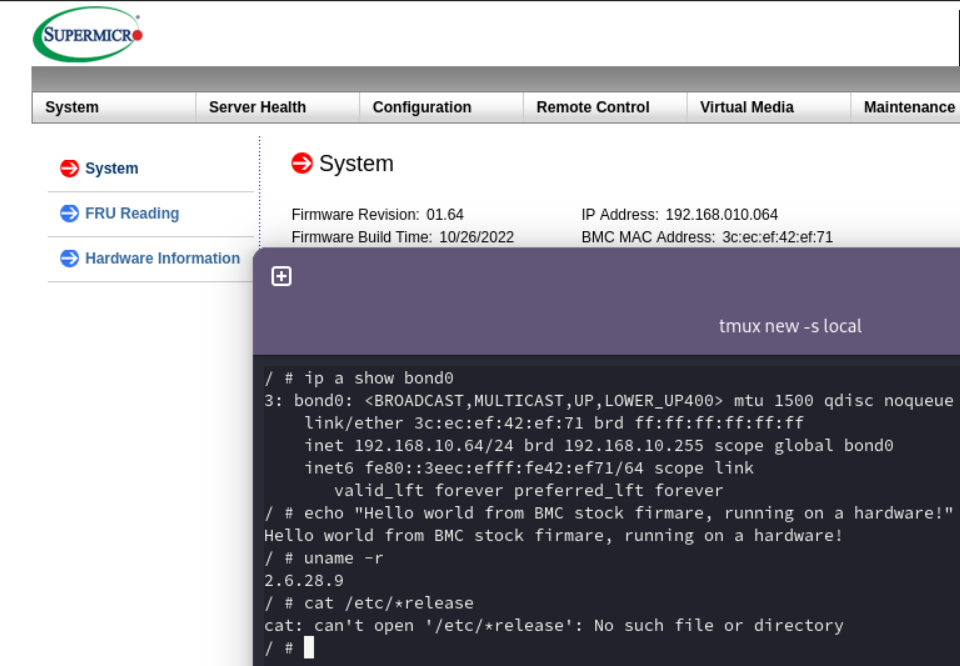 SUPERMICRO
System Server Health Configuration Remote Control Virtual Media Maintenance
System
FRU Reading
Hardware Information
System
Firmware Revision: 01.64 IP Address: 192.168.010.064
Firmware Build Time: 10/26/2022 BMC MAC Address: 3c:ec:ef:42:ef:71
tmux new -s local
/ # ip a show bond0
3: bond0: <BROADCAST,MULTICAST,UP,LOWER_UP400> mtu 1500 qdisc noqueue
link/ether 3c:ec:ef:42:ef:71 brd ff:ff:ff:ff:ff:ff
inet 192.168.10.64/24 brd 192.168.10.255 scope global bond0
inet6 fe80::3eec:efff:fe42:ef71/64 scope link
valid_lft forever preferred_lft forever
/ # echo "Hello world from BMC stock firmare, running on a hardware!"
Hello world from BMC stock firmare, running on a hardware!
/ # uname -r
2.6.28.9
/ # cat /etc/*release
cat: can't open '/etc/*release': No such file or directory
/ #